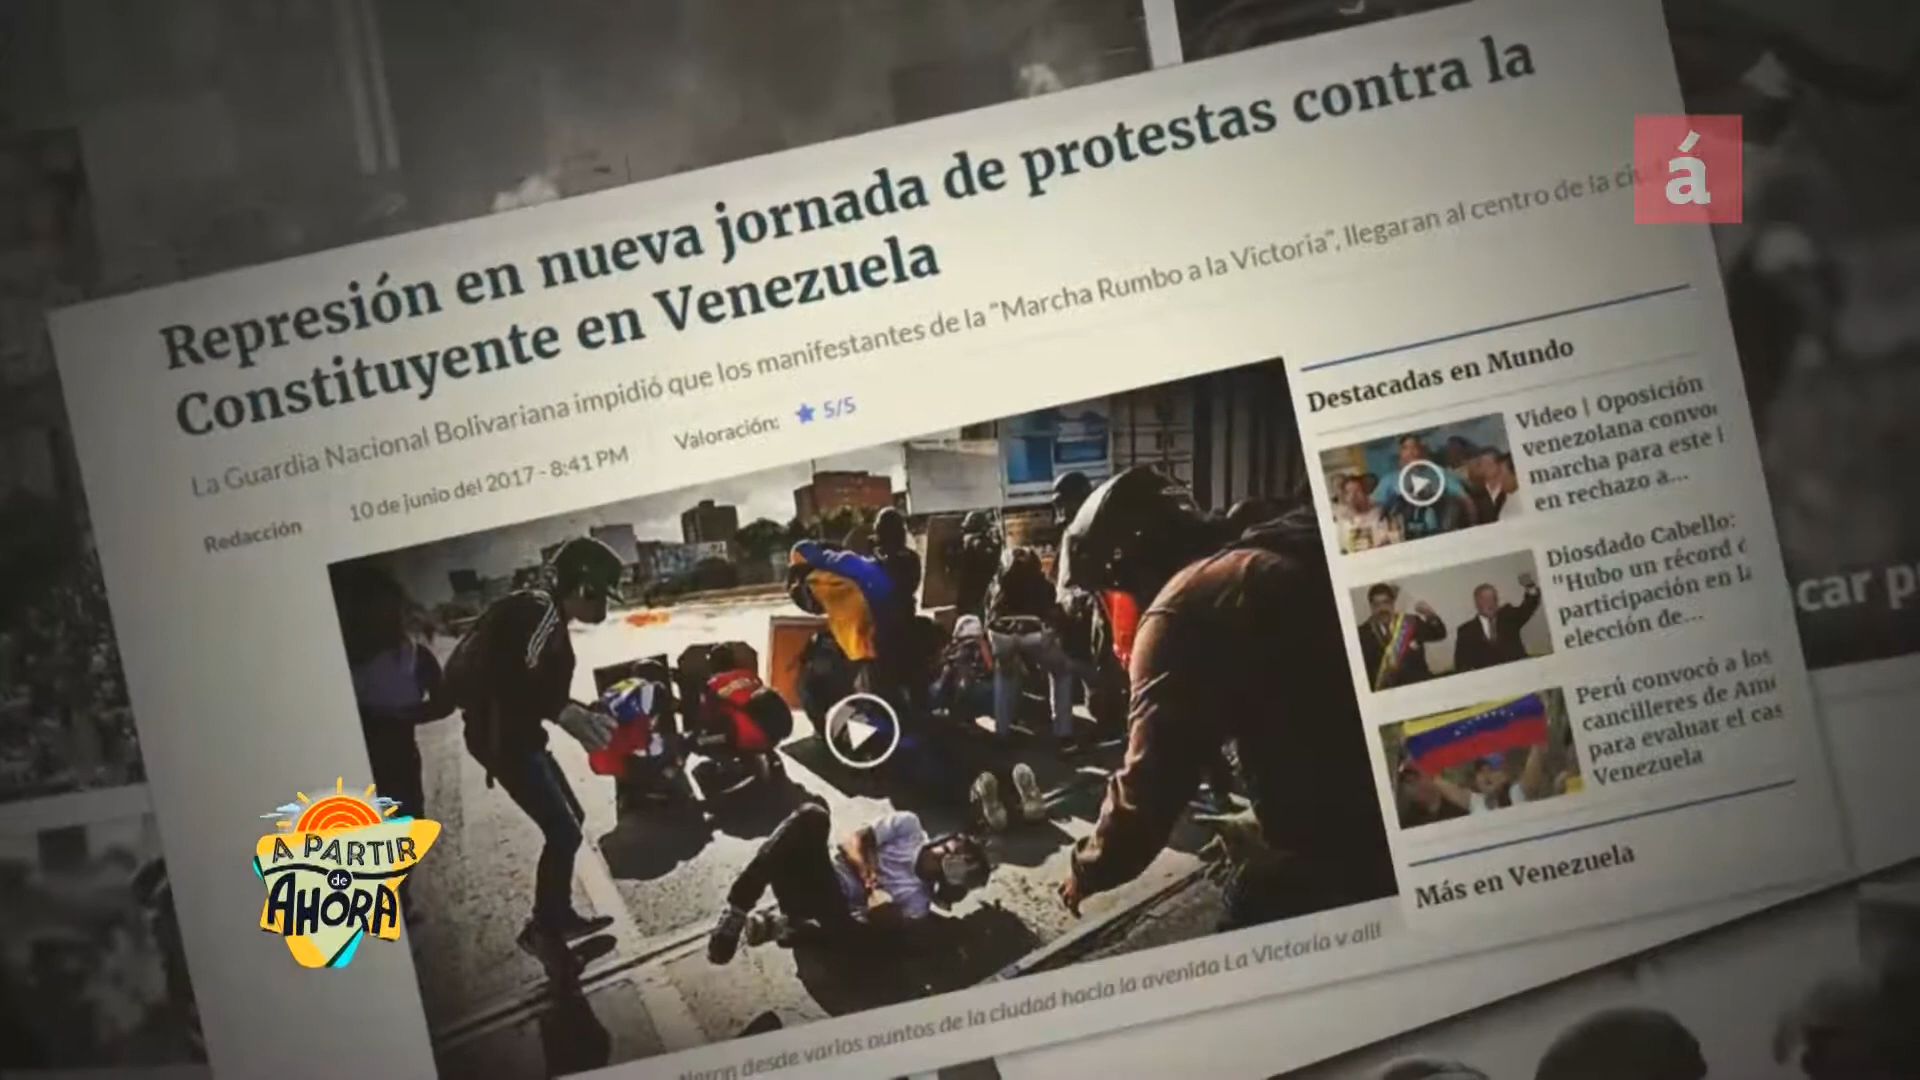 Represión en nueva jornada de protestas contra la
Constituyente en Venezuela
La Guardia Nacional Bolivariana impidió que los manifestantes de la "Marcha Rumbo a la Victoria", llegaran al centro de la
Redacción
10 de junio del 2017 - 8:41 PM
Valoración:
5/5
Destacadas en Mundo
Video | Oposición
venezolana
marcha para este
en rechazo a...
Diosdado Cabello:
"Hubo un récord
participación en
elección de...
Perú convocó a los
cancilleres de
para evaluar el
Venezuela
Más en Venezuela
desde varios puntos de la ciudad hacia la avenida La Victoria y allí
á
A PARTIR
de
AHORA
car